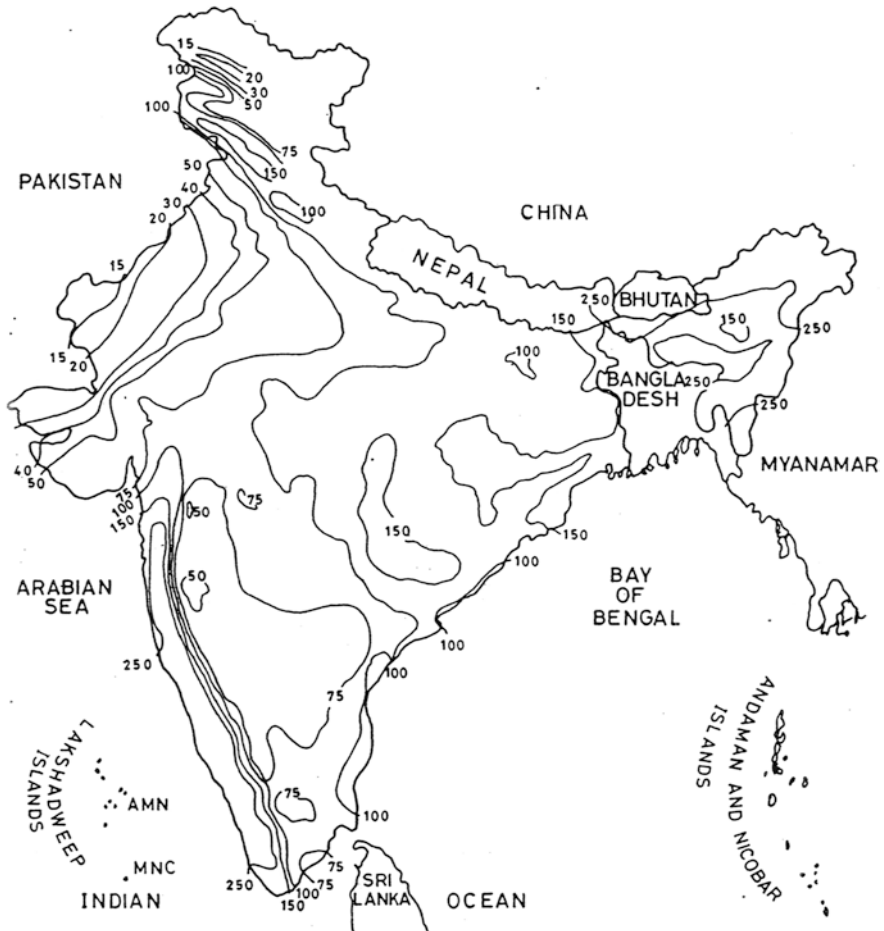 15
100
20
30
50
100
75
50
150
PAKISTAN
40
30
100
20
CHINA
NEPAL
15
250
BHUTAN
150
150
250
15
20
100
BANGLA
DESH
250
250
40
50
75
100
150
50
75
MYANAMAR
150
150
100
ARABIAN
SEA
50
BAY
OF
BENGAL
100
250
100
75
LAKSHADWEEP
ISLANDS
ANDAMAN AND NICOBAR
ISLANDS
AMN
75
100
MNC
75
250
100
75
150
SRI
LANKA
INDIAN
OCEAN